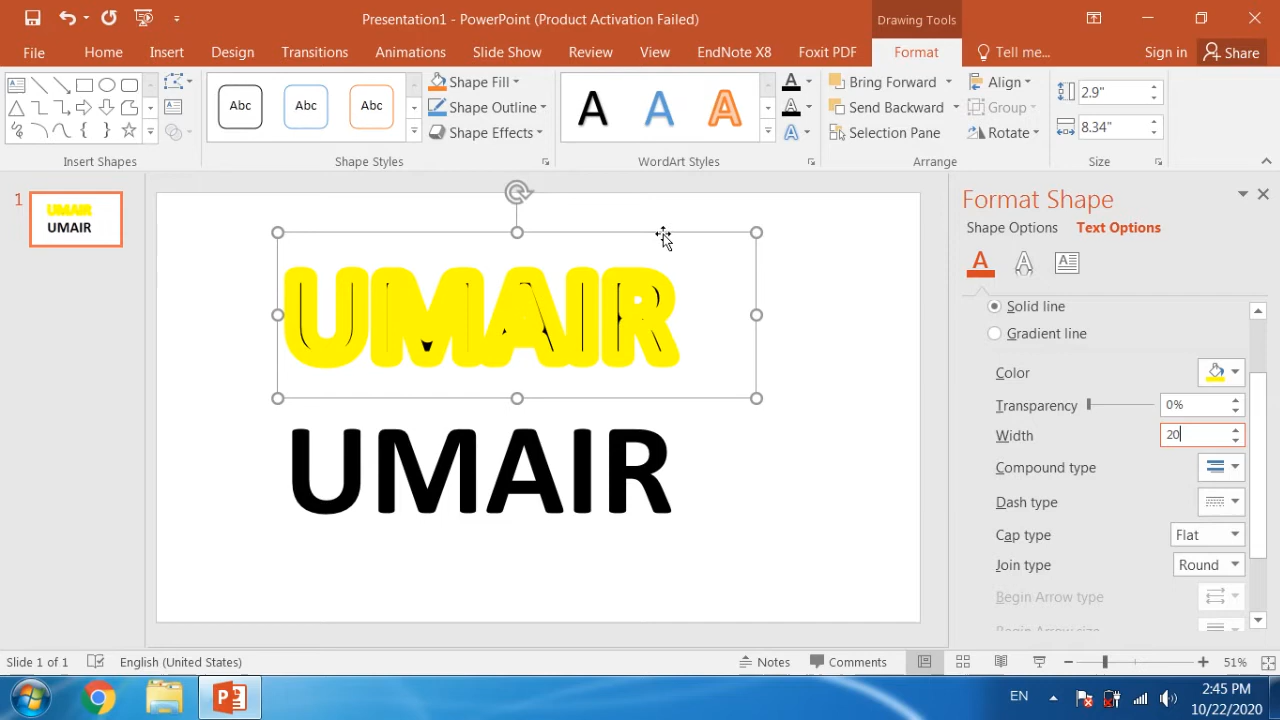 Presentation1 - PowerPoint (Product Activation Failed)
Drawing Tools
File
Home
Insert
Design
Transitions
Animations
Slide Show
Review
View
EndNote X8
Foxit PDF
Format
Tell me...
Sign in
Share
Abc
Abc
Abc
Shape Fill
Shape Outline
Shape Effects
A
A
A
Bring Forward
Send Backward
Selection Pane
Align
Group
Rotate
2.9"
8.34"
Insert Shapes
Shape Styles
WordArt Styles
Arrange
Size
1
UMAIR
UMAIR
UMAIR
UMAIR
Format Shape
Shape Options
Text Options
Solid line
Gradient line
Color
Transparency
0%
Width
20
Compound type
Dash type
Cap type
Flat
Join type
Round
Begin Arrow type
Begin Arrow size
Slide 1 of 1
English (United States)
Notes
Comments
51%
EN
2:45 PM
10/22/2020